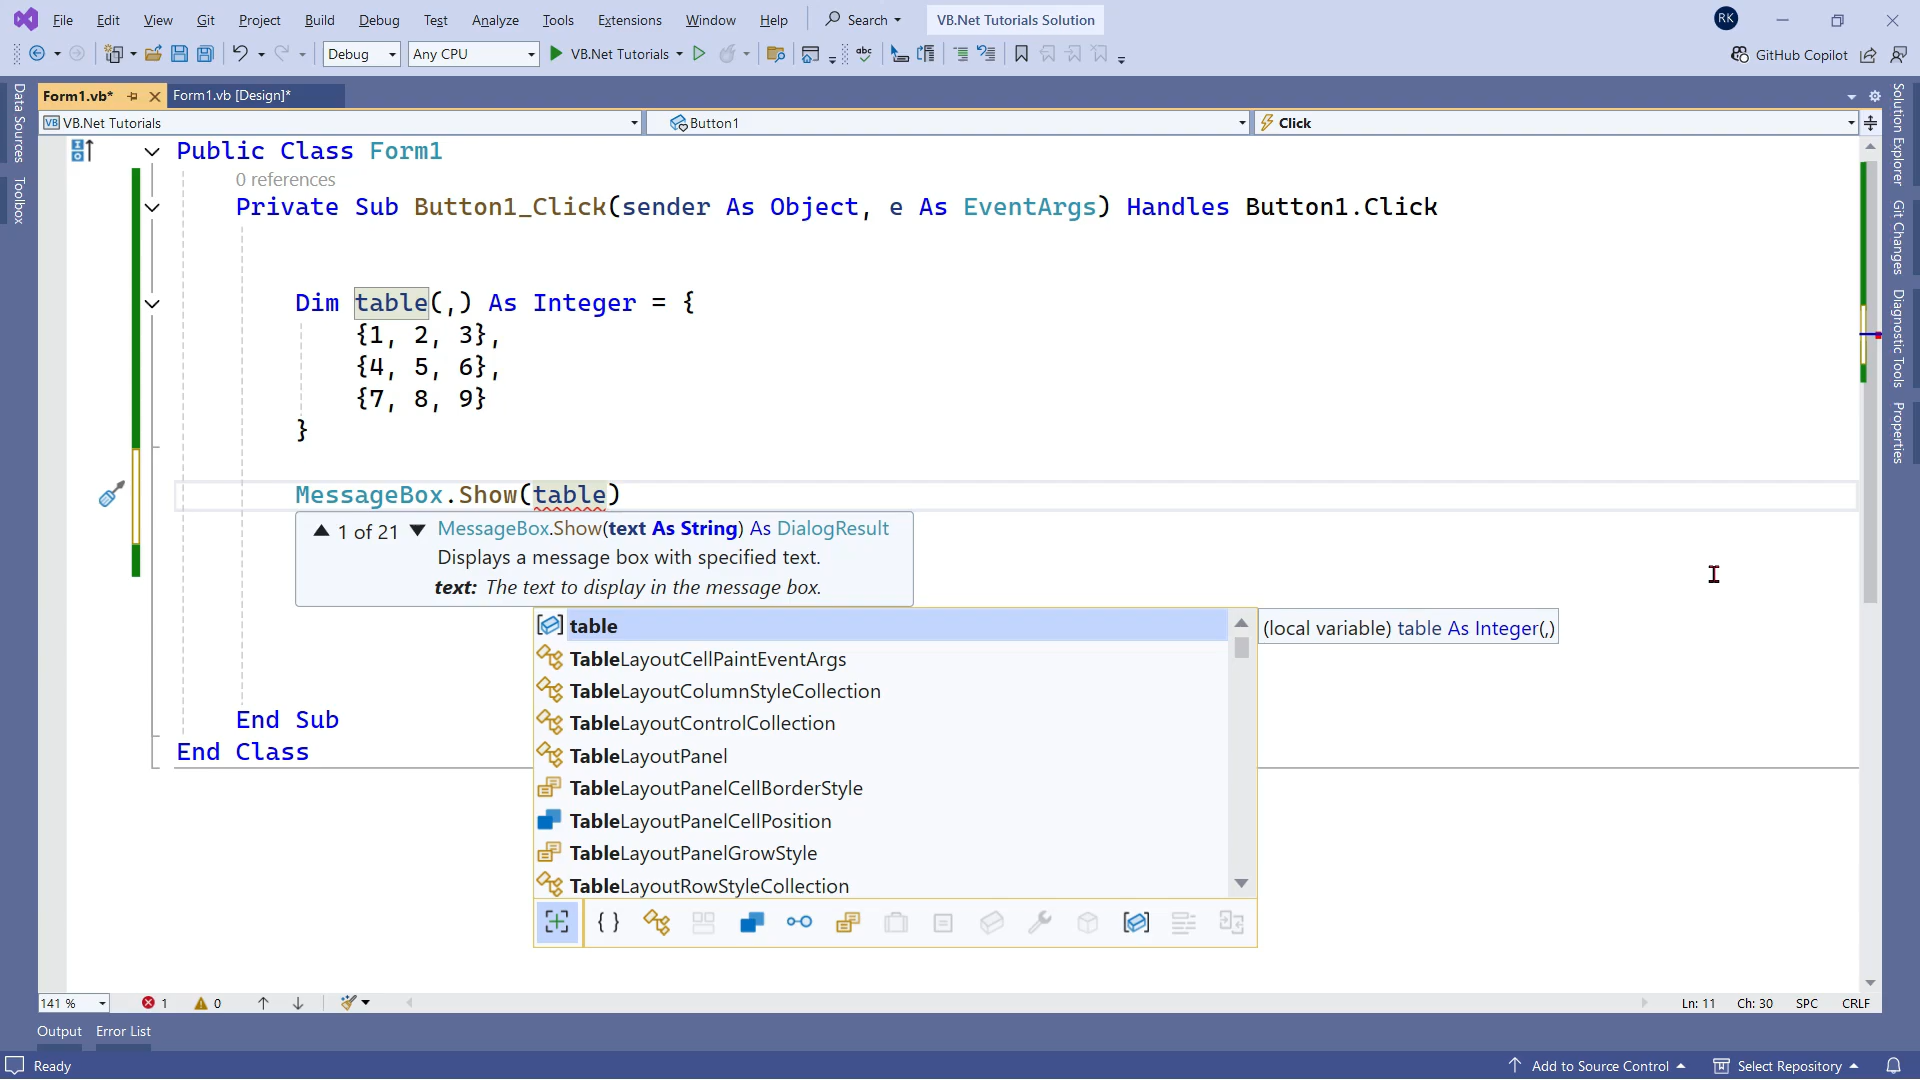 File Edit View Git Project Build Debug Test Analyze Tools Extensions Window Help Search VB.Net Tutorials Solution RK
Debug Any CPU VB.Net Tutorials abc GitHub Copilot
Form1.vb* Form1.vb [Design]*
VB VB.Net Tutorials Button1 Click
Data Sources
Toolbox
Public Class Form1
0 references
Private Sub Button1_Click(sender As Object, e As EventArgs) Handles Button1.Click
Dim table(,) As Integer = {
{1, 2, 3},
{4, 5, 6},
{7, 8, 9}
}
MessageBox.Show(table)
1 of 21 MessageBox.Show(text As String) As DialogResult
Displays a message box with specified text.
text: The text to display in the message box.
table
(local variable) table As Integer(,)
TableLayoutCellPaintEventArgs
TableLayoutColumnStyleCollection
TableLayoutControlCollection
TableLayoutPanel
TableLayoutPanelCellBorderStyle
TableLayoutPanelCellPosition
TableLayoutPanelGrowStyle
TableLayoutRowStyleCollection
End Sub
End Class
Solution Explorer
Git Changes
Diagnostic Tools
Properties
141 % 1 0 Ln: 11 Ch: 30 SPC CRLF
Output Error List
Ready Add to Source Control Select Repository